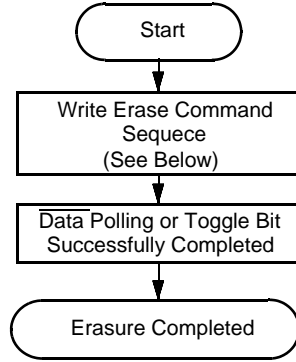 Start
Write Erase Command
Sequece
(See Below)
Data Polling or Toggle Bit
Successfully Completed
Erasure Completed